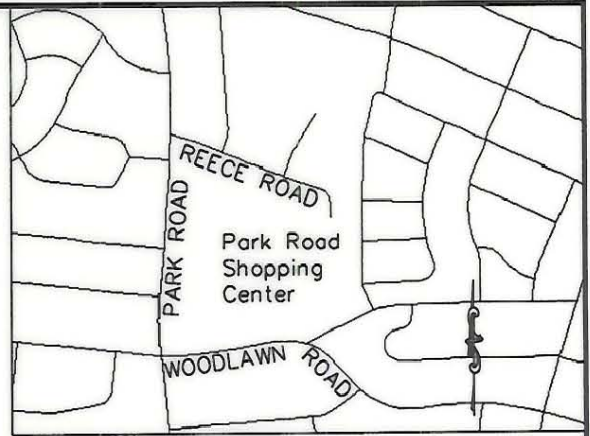 REECE ROAD
PARK ROAD
Park Road
Shopping
Center
WOODLAWN ROAD